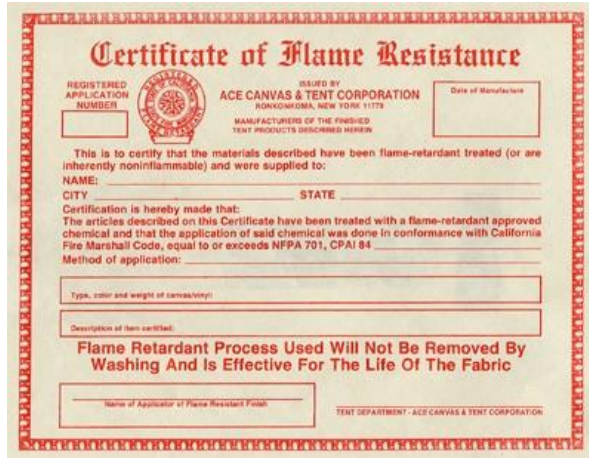 Certificate of Flame Resistance
REGISTERED
APPLICATION
NUMBER
REGISTERED
ISSUED BY
ACE CANVAS & TENT CORPORATION
RONKONKOMA, NEW YORK 11779
MANUFACTURERS OF THE FINISHED
TENT PRODUCTS DESCRIBED HEREIN
Date of Manufacture
This is to certify that the materials described have been flame-retardant treated (or are
inherently noninflammable) and were supplied to:
NAME:
CITY STATE
Certification is hereby made that:
The articles described on this Certificate have been treated with a flame-retardant approved
chemical and that the application of said chemical was done in conformance with California
Fire Marshall Code, equal to or exceeds NFPA 701, CPAI 84
Method of application:
Type, color and weight of canvas/vinyl:
Description of item certified:
Flame Retardant Process Used Will Not Be Removed By
Washing And Is Effective For The Life Of The Fabric
Name of Applicator of Flame Resistant Finish
TENT DEPARTMENT - ACE CANVAS & TENT CORPORATION